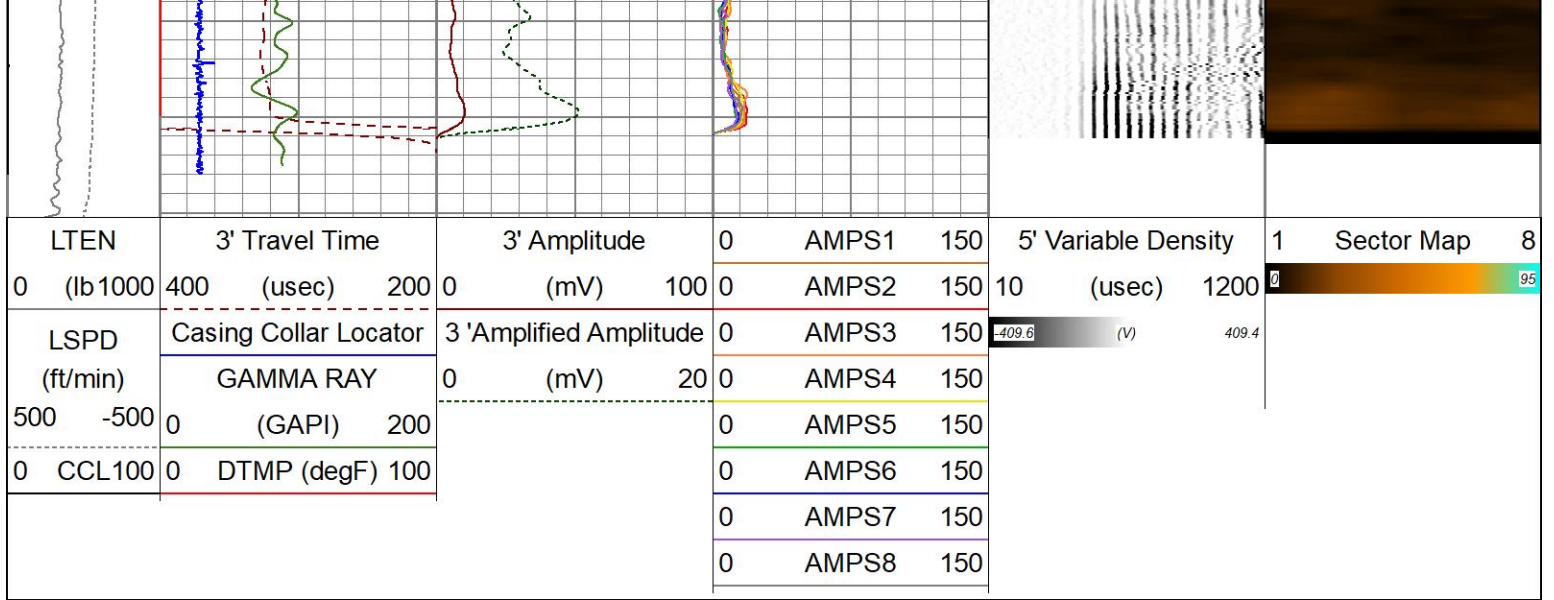 LTEN
0 (lb 1000
LSPD
(ft/min)
500 -500
0 CCL 100
3' Travel Time
400 (usec) 200
Casing Collar Locator
GAMMA RAY
0 (GAPI) 200
0 DTMP (degF) 100
3' Amplitude
0 (mV) 100
3 'Amplified Amplitude
0 (mV) 20
0 AMPS1 150
0 AMPS2 150
0 AMPS3 150
0 AMPS4 150
0 AMPS5 150
0 AMPS6 150
0 AMPS7 150
0 AMPS8 150
5' Variable Density
10 (usec) 1200
-409.6 (V) 409.4
1 Sector Map 8
0 95